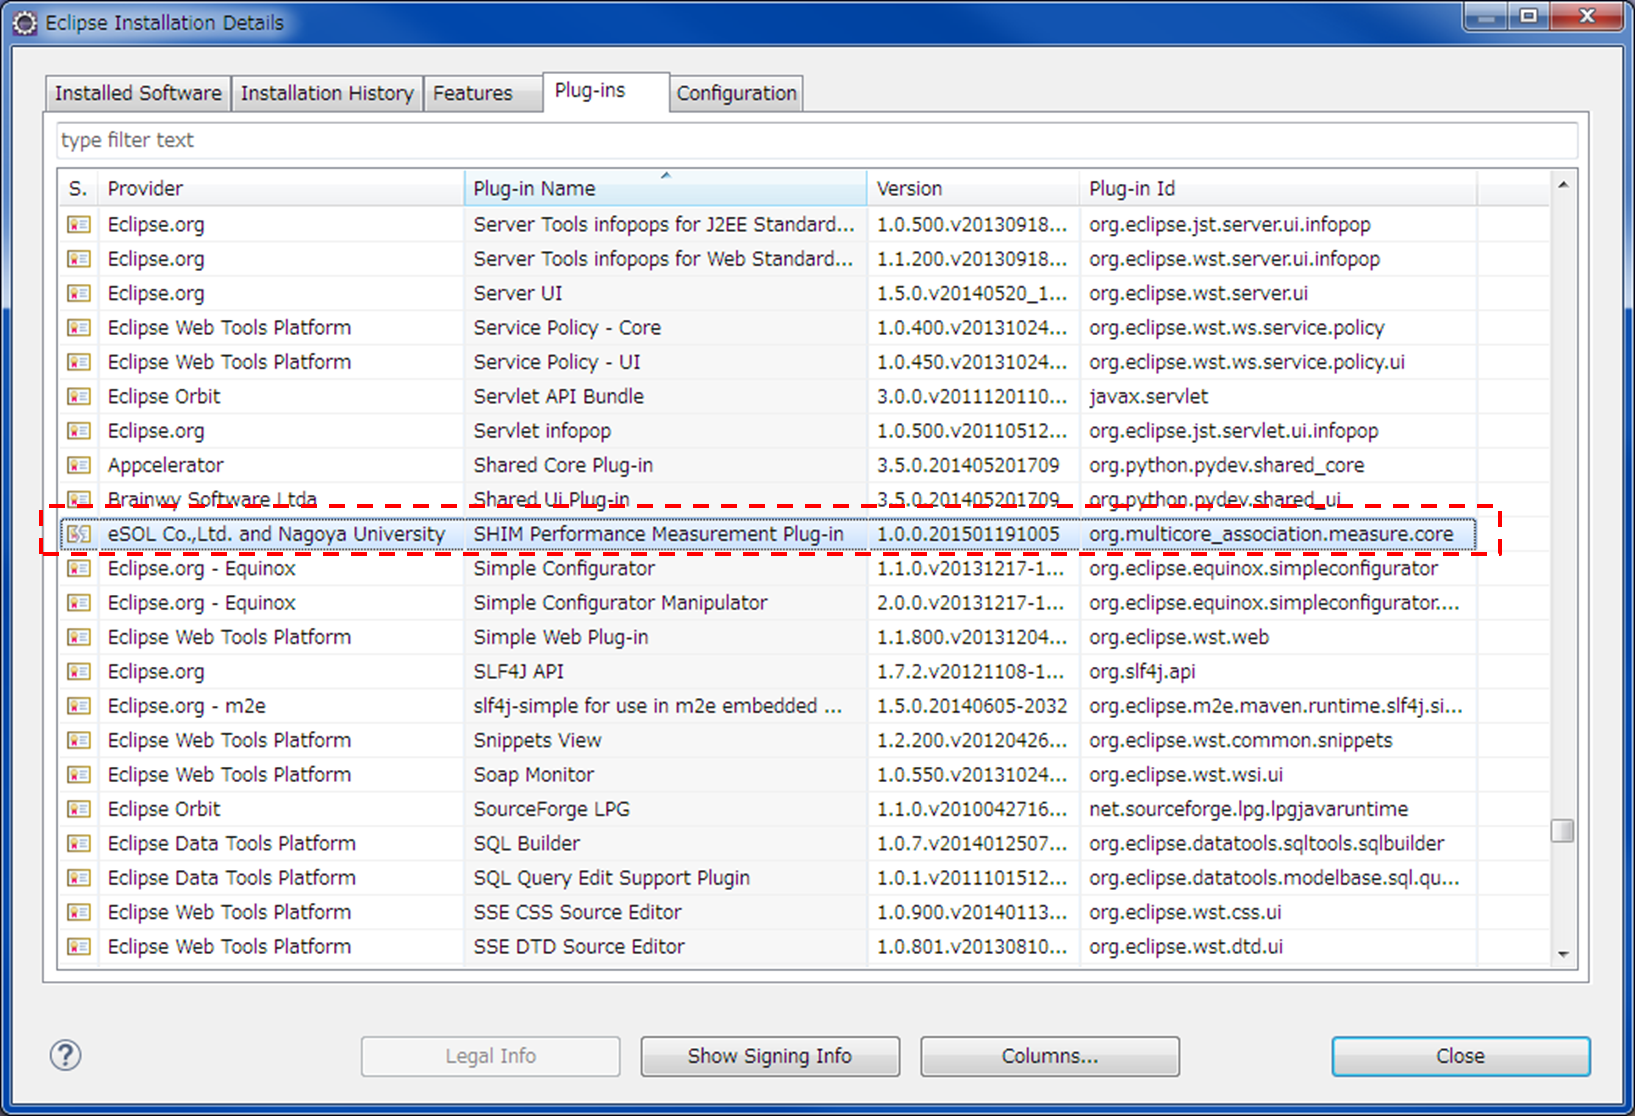 Eclipse Installation Details
Installed Software Installation History Features Plug-ins Configuration
type filter text
S. Provider Plug-in Name Version Plug-in Id
Eclipse.org Server Tools infopops for J2EE Standard... 1.0.500.v20130918... org.eclipse.jst.server.ui.infopop
Eclipse.org Server Tools infopops for Web Standard... 1.1.200.v20130918... org.eclipse.wst.server.ui.infopop
Eclipse.org Server UI 1.5.0.v20140520_1... org.eclipse.wst.server.ui
Eclipse Web Tools Platform Service Policy - Core 1.0.400.v20131024... org.eclipse.wst.ws.service.policy
Eclipse Web Tools Platform Service Policy - UI 1.0.450.v20131024... org.eclipse.wst.ws.service.policy.ui
Eclipse Orbit Servlet API Bundle 3.0.0.v2011120110... javax.servlet
Eclipse.org Servlet infopop 1.0.500.v20110512... org.eclipse.jst.servlet.ui.infopop
Appcelerator Shared Core Plug-in 3.5.0.201405201709 org.python.pydev.shared_core
Brainwy Software Ltda Shared Ui Plug-in 3.5.0.201405201709 org.python.pydev.shared_ui
eSOL Co.,Ltd. and Nagoya University SHIM Performance Measurement Plug-in 1.0.0.201501191005 org.multicore_association.measure.core
Eclipse.org - Equinox Simple Configurator 1.1.0.v20131217-1... org.eclipse.equinox.simpleconfigurator
Eclipse.org - Equinox Simple Configurator Manipulator 2.0.0.v20131217-1... org.eclipse.equinox.simpleconfigurator....
Eclipse Web Tools Platform Simple Web Plug-in 1.1.800.v20131204... org.eclipse.wst.web
Eclipse.org SLF4J API 1.7.2.v20121108-1... org.slf4j.api
Eclipse.org - m2e slf4j-simple for use in m2e embedded ... 1.5.0.20140605-2032 org.eclipse.m2e.maven.runtime.slf4j.si...
Eclipse Web Tools Platform Snippets View 1.2.200.v20120426... org.eclipse.wst.common.snippets
Eclipse Web Tools Platform Soap Monitor 1.0.550.v20131024... org.eclipse.wst.wsi.ui
Eclipse Orbit SourceForge LPG 1.1.0.v2010042716... net.sourceforge.lpg.lpgjavaruntime
Eclipse Data Tools Platform SQL Builder 1.0.7.v2014012507... org.eclipse.datatools.sqltools.sqlbuilder
Eclipse Data Tools Platform SQL Query Edit Support Plugin 1.0.1.v2011101512... org.eclipse.datatools.modelbase.sql.qu...
Eclipse Web Tools Platform SSE CSS Source Editor 1.0.900.v20140113... org.eclipse.wst.css.ui
Eclipse Web Tools Platform SSE DTD Source Editor 1.0.801.v20130810... org.eclipse.wst.dtd.ui
? Legal Info Show Signing Info Columns... Close